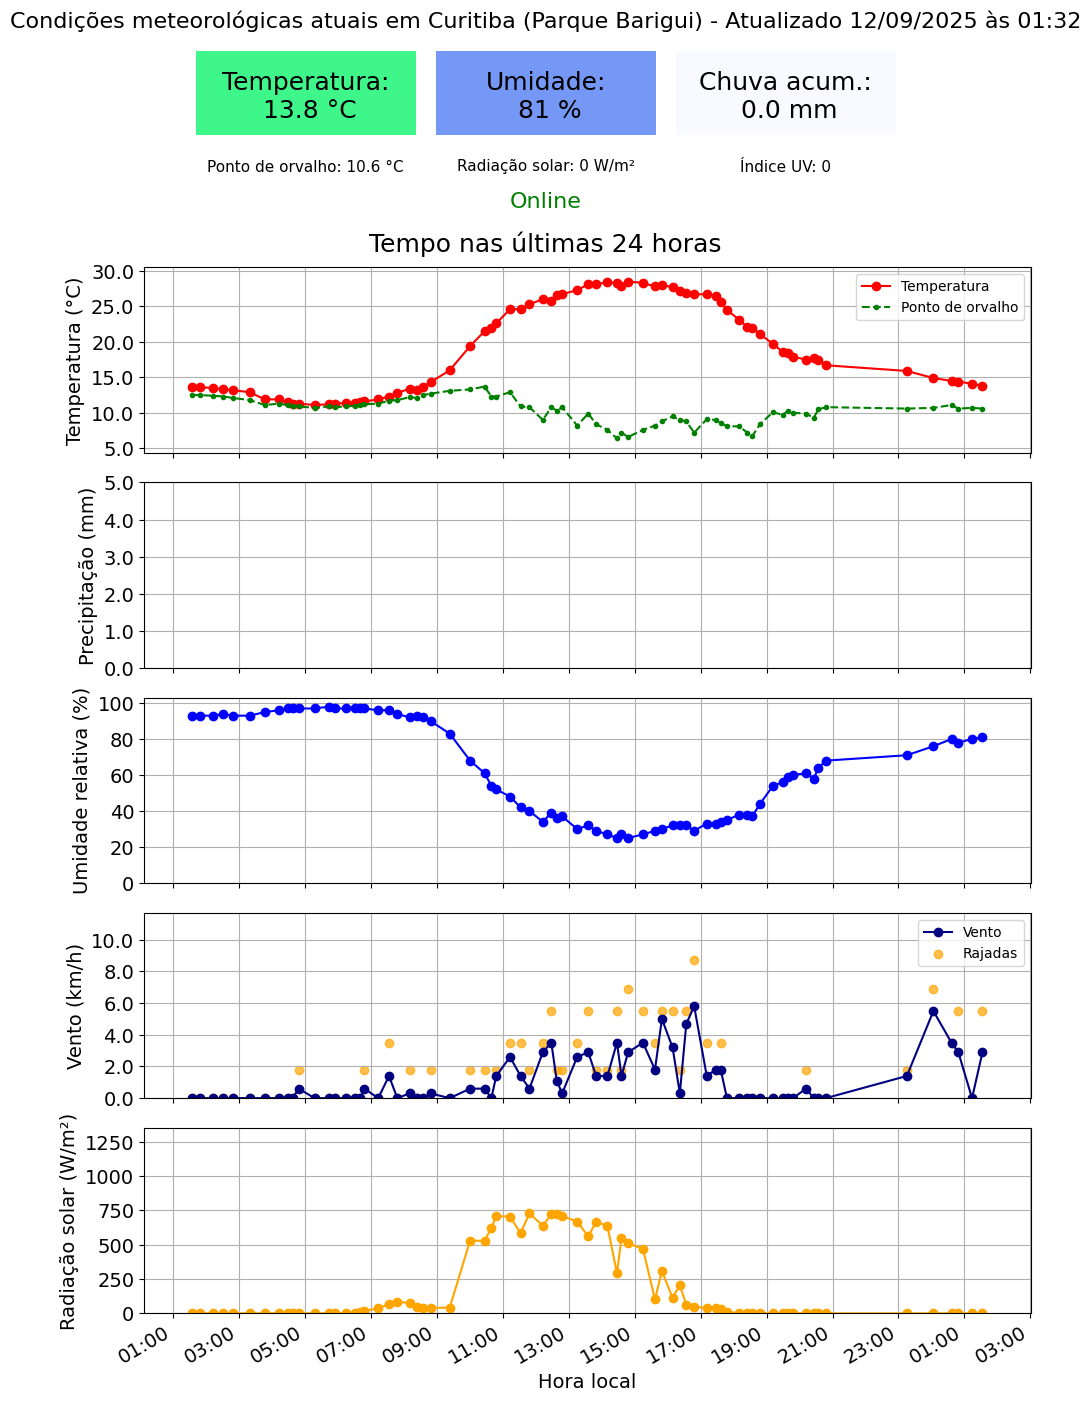 Condições meteorológicas atuais em Curitiba (Parque Barigui) - Atualizado 12/09/2025 às 01:32
Temperatura:
13.8 °C
Umidade:
81 %
Chuva acum.:
0.0 mm
Ponto de orvalho: 10.6 °C
Radiação solar: 0 W/m²
Índice UV: 0
Online
Tempo nas últimas 24 horas
Temperatura (°C)
30.0
25.0
20.0
15.0
10.0
5.0
Temperatura
Ponto de orvalho
Precipitação (mm)
5.0
4.0
3.0
2.0
1.0
0.0
Umidade relativa (%)
100
80
60
40
20
0
Vento (km/h)
10.0
8.0
6.0
4.0
2.0
0.0
Vento
Rajadas
Radiação solar (W/m²)
1250
1000
750
500
250
0
01:00
03:00
05:00
07:00
09:00
11:00
13:00
15:00
17:00
19:00
21:00
23:00
01:00
03:00
Hora local